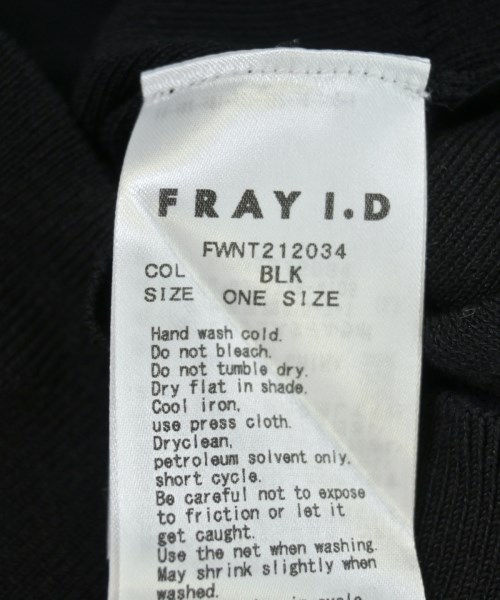 FRAY I.D
FWNT212034
COL BLK
SIZE ONE SIZE
Hand wash cold.
Do not bleach.
Do not tumble dry.
Dry flat in shade.
Cool iron,
use press cloth.
Dryclean,
petroleum solvent only,
short cycle.
Be careful not to expose
to friction or let it
get caught.
Use the net when washing.
May shrink slightly when
washed.